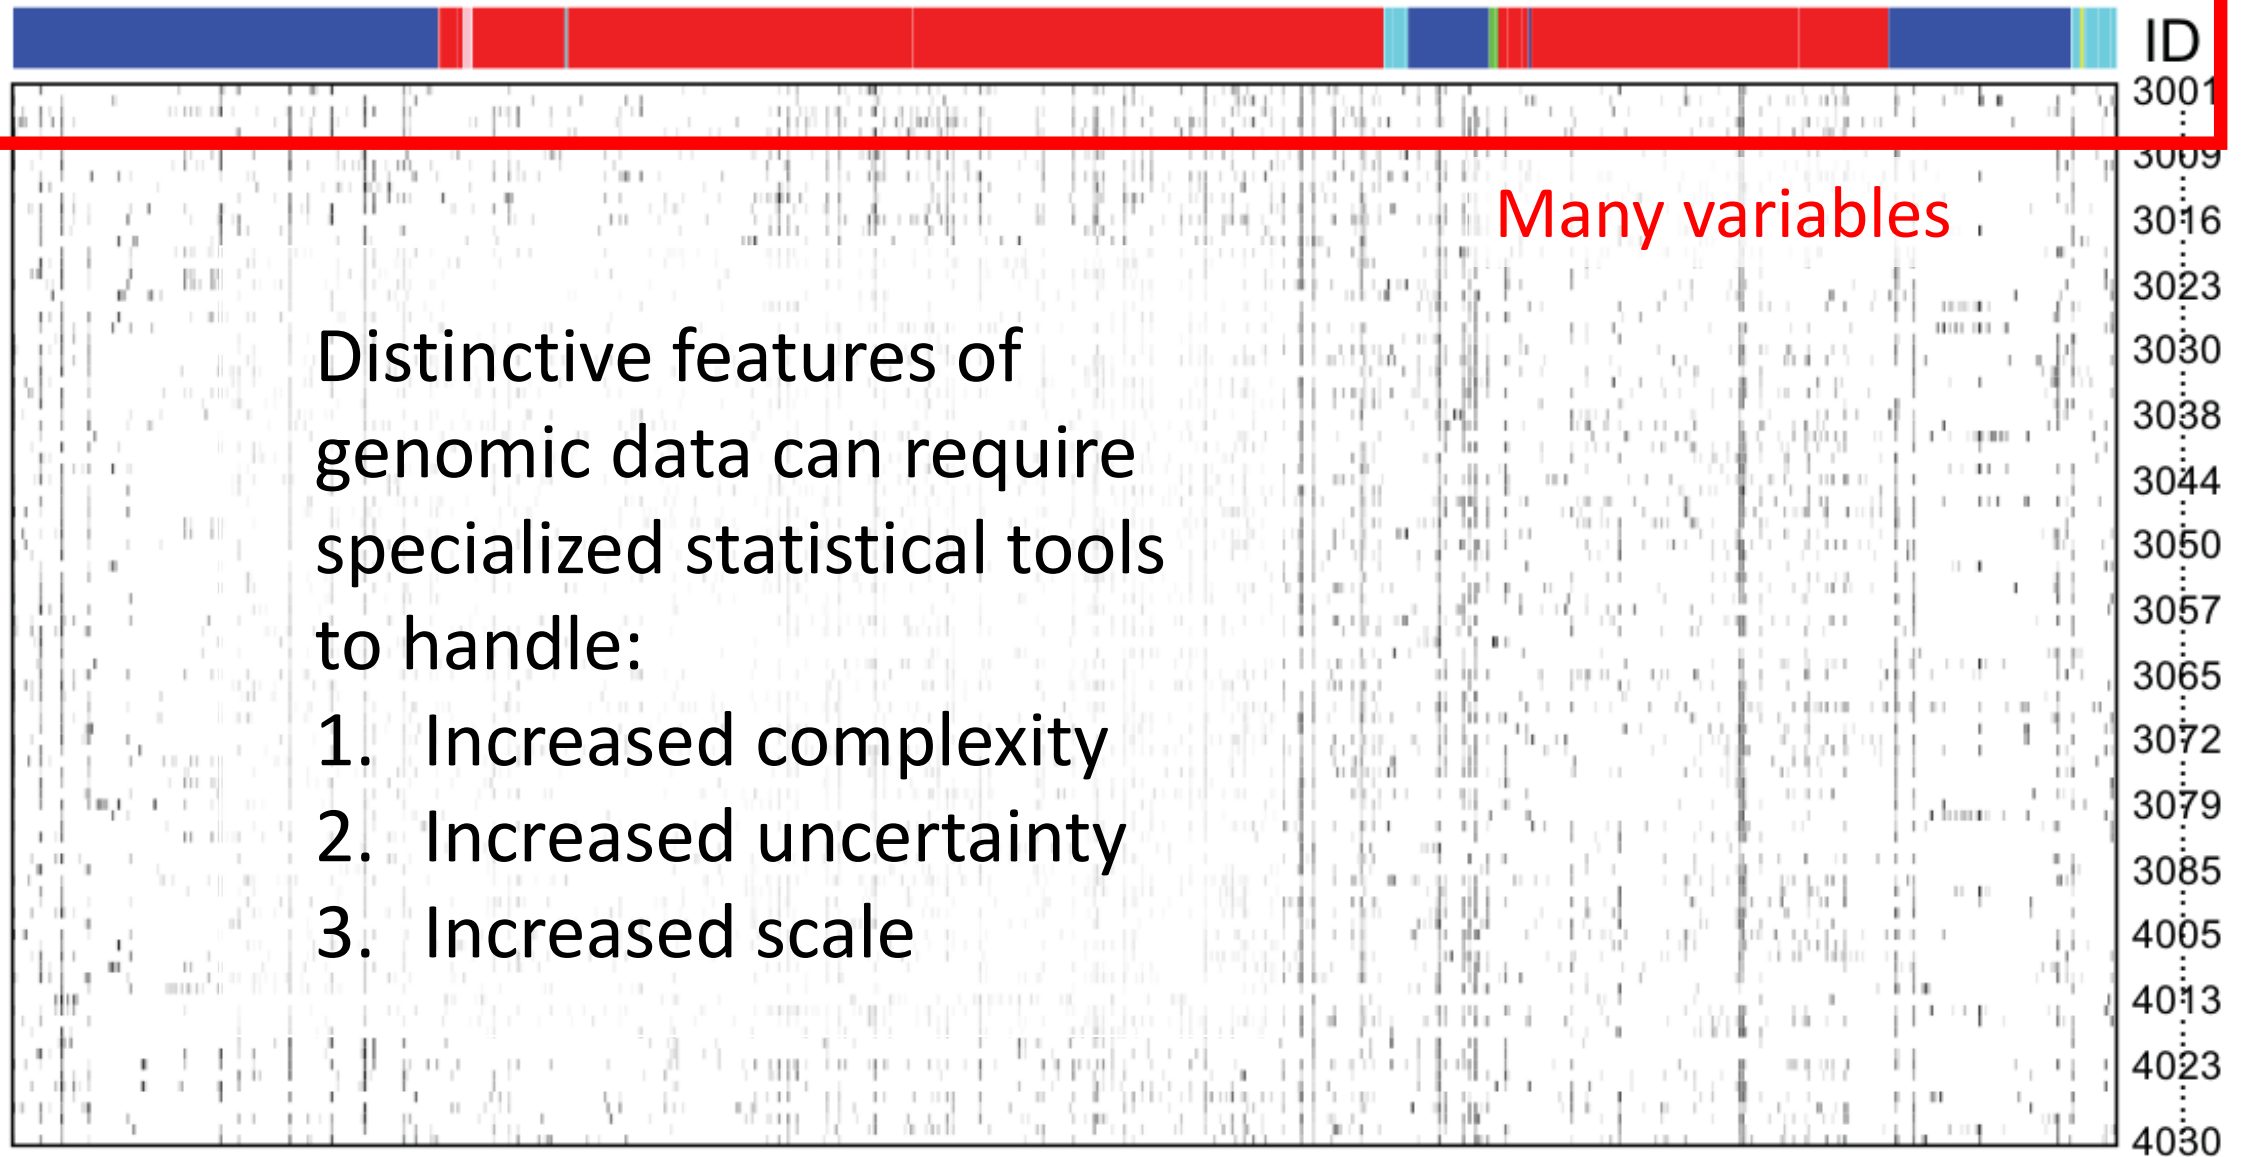 ID
3001
3009
Many variables
3016
3023
Distinctive features of
3030
genomic data can require
3038
3044
specialized statistical tools
3050
to handle:
3057
3065
1. Increased complexity
3072
3079
2. Increased uncertainty
3085
3. Increased scale
4005
4013
4023
4030